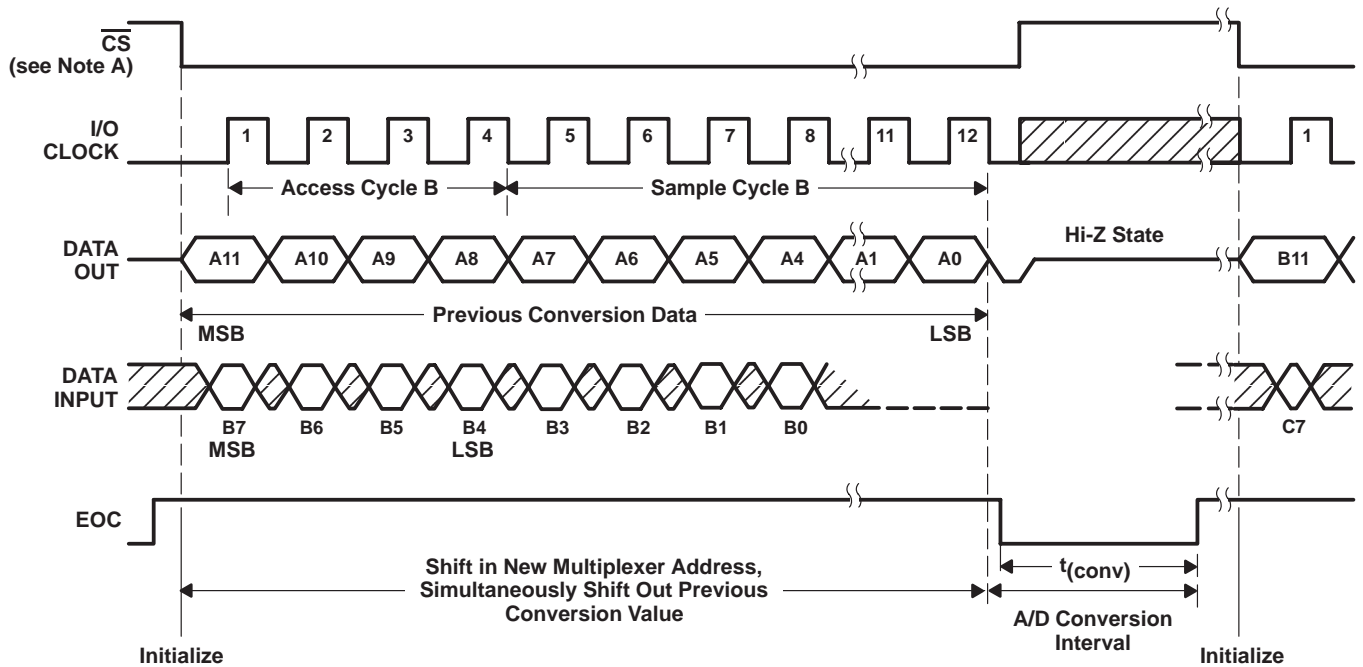 CS
(see Note A)
I/O
CLOCK
1 2 3 4 5 6 7 8 11 12 1
Access Cycle B Sample Cycle B
DATA
OUT
A11 A10 A9 A8 A7 A6 A5 A4 A1 A0 Hi-Z State B11
Previous Conversion Data
MSB LSB
DATA
INPUT
B7 B6 B5 B4 B3 B2 B1 B0 C7
MSB LSB
EOC
Shift in New Multiplexer Address,
Simultaneously Shift Out Previous
Conversion Value
t(conv)
A/D Conversion
Interval
Initialize Initialize